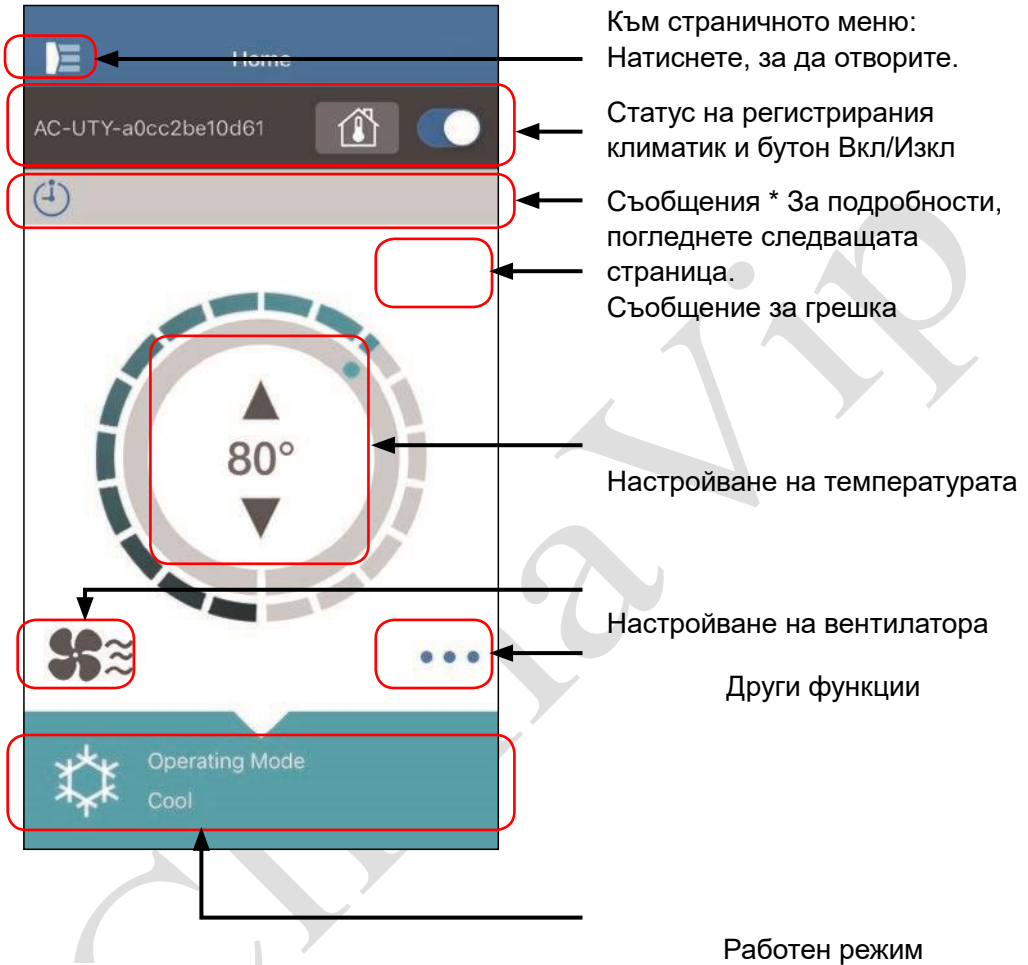 Към страничното меню:
Натиснете, за да отворите.
Home
Статус на регистрирания
климатик и бутон Вкл/Изкл
AC-UTY-a0cc2be10d61
Съобщения * За подробности,
погледнете следващата
страница.
Съобщение за грешка
80°
Настройване на температурата
Настройване на вентилатора
Други функции
Operating Mode
Cool
Работен режим